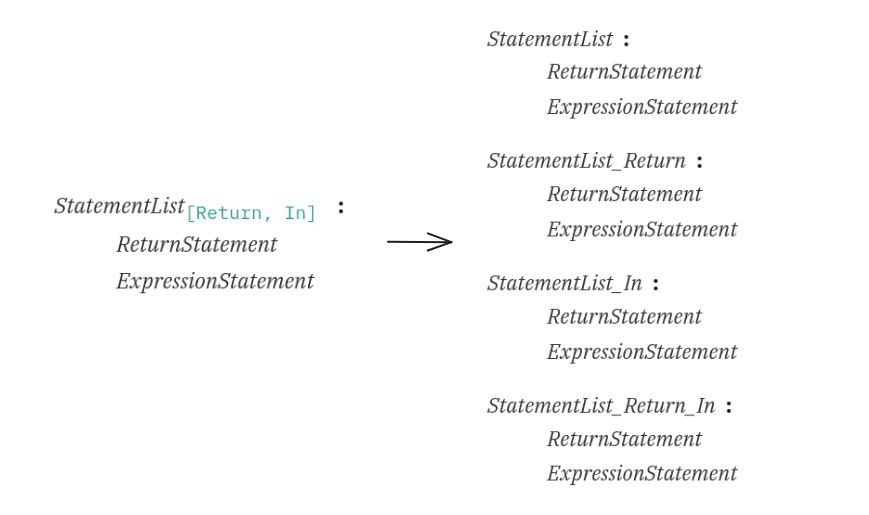 StatementList[Return, In] :
ReturnStatement
ExpressionStatement
StatementList :
ReturnStatement
ExpressionStatement
StatementList_Return :
ReturnStatement
ExpressionStatement
StatementList_In :
ReturnStatement
ExpressionStatement
StatementList_Return_In :
ReturnStatement
ExpressionStatement